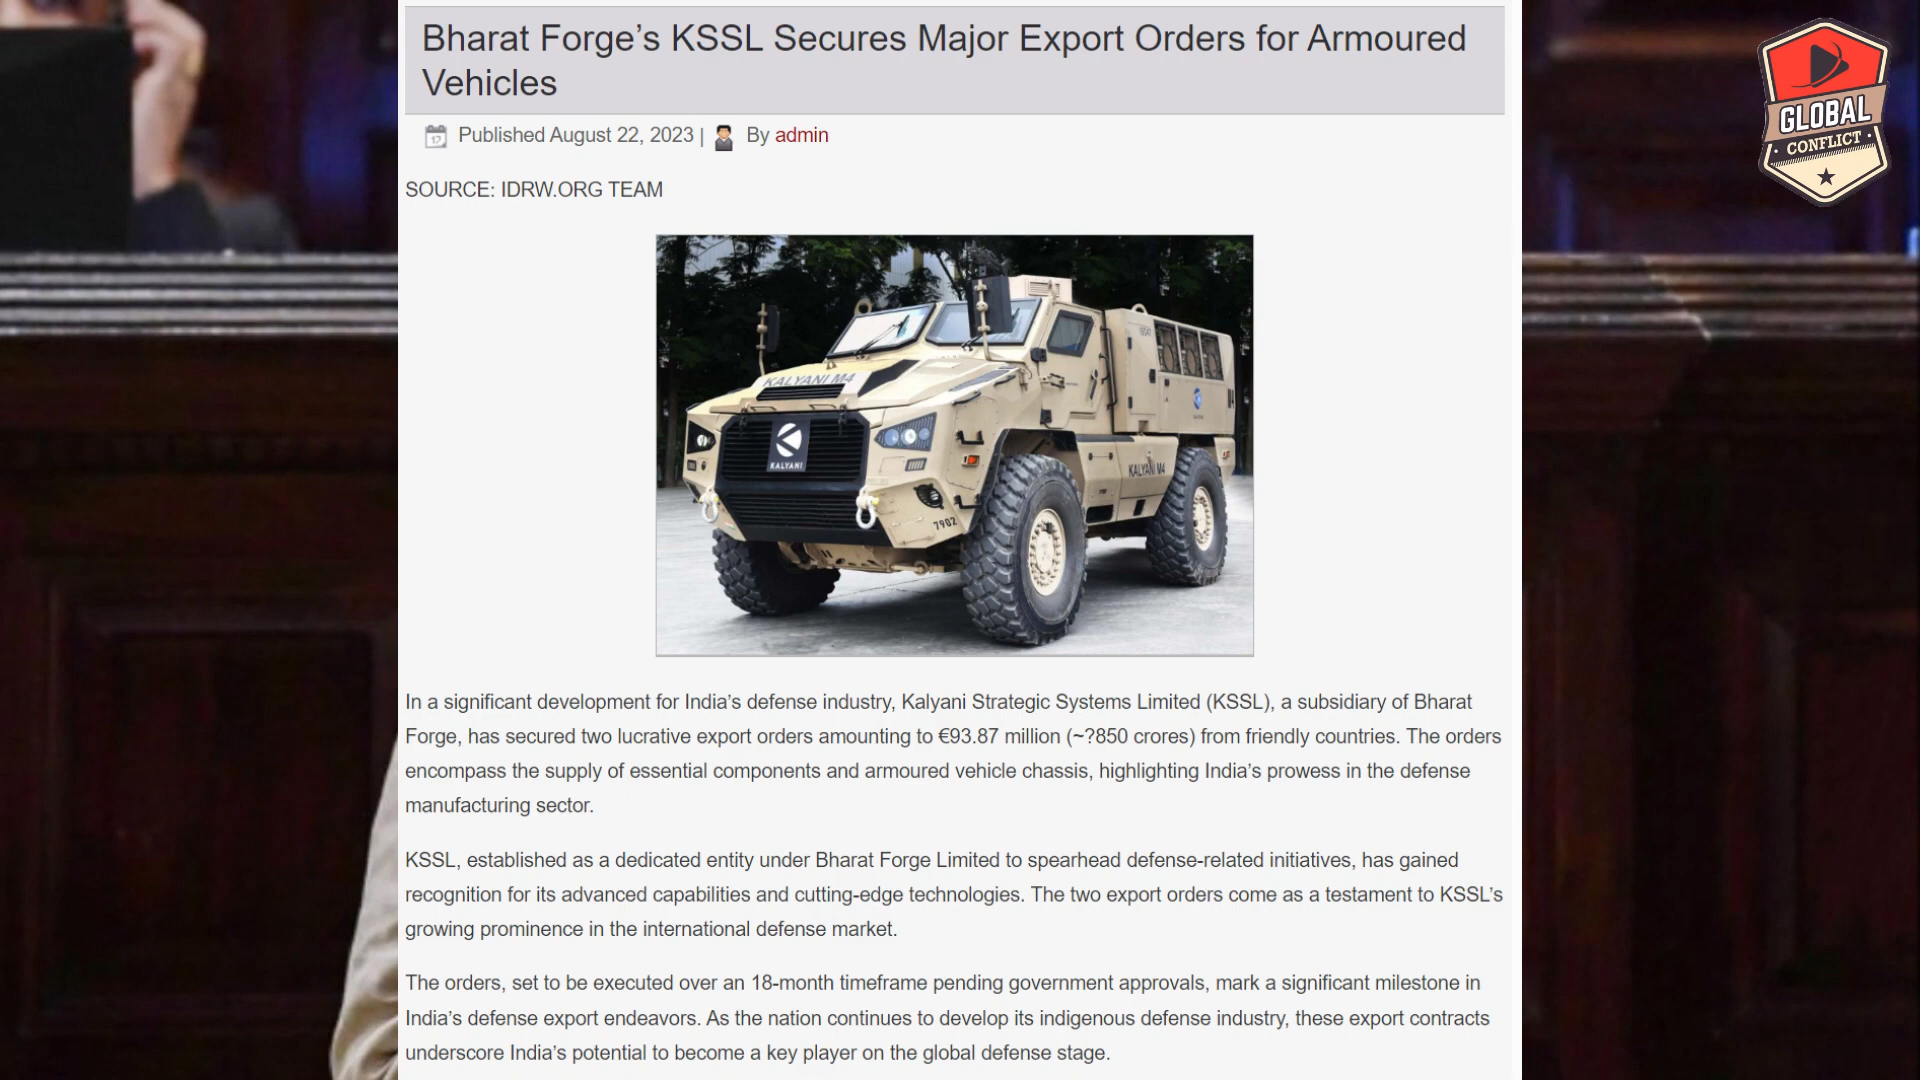 Bharat Forge’s KSSL Secures Major Export Orders for Armoured
Vehicles
Published August 22, 2023 | By admin
SOURCE: IDRW.ORG TEAM
KALYANI M4
KALYANI
KALYANI M4
7902
In a significant development for India’s defense industry, Kalyani Strategic Systems Limited (KSSL), a subsidiary of Bharat
Forge, has secured two lucrative export orders amounting to €93.87 million (~?850 crores) from friendly countries. The orders
encompass the supply of essential components and armoured vehicle chassis, highlighting India’s prowess in the defense
manufacturing sector.
KSSL, established as a dedicated entity under Bharat Forge Limited to spearhead defense-related initiatives, has gained
recognition for its advanced capabilities and cutting-edge technologies. The two export orders come as a testament to KSSL’s
growing prominence in the international defense market.
The orders, set to be executed over an 18-month timeframe pending government approvals, mark a significant milestone in
India’s defense export endeavors. As the nation continues to develop its indigenous defense industry, these export contracts
underscore India’s potential to become a key player on the global defense stage.
GLOBAL
CONFLICT